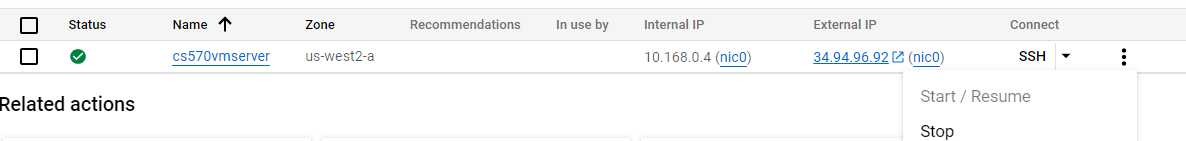 Status Name Zone Recommendations In use by Internal IP External IP Connect
cs570vmserver us-west2-a 10.168.0.4 (nic0) 34.94.96.92 (nic0) SSH
Related actions
Start / Resume
Stop